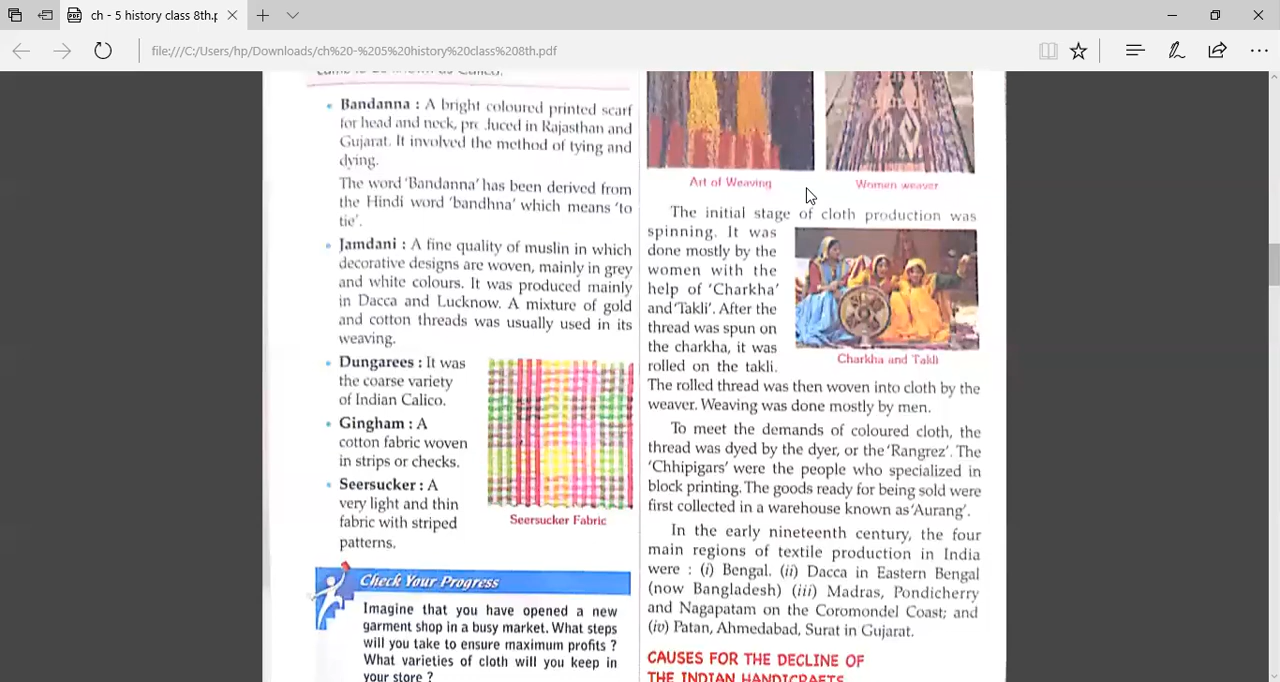 ch - 5 history class 8th.p
file:///C:/Users/hp/Downloads/ch%20-%205%20history%20class%208th.pdf
Bandanna : A bright coloured printed scarf
for head and neck, produced in Rajasthan and
Gujarat. It involved the method of tying and
dying.
The word 'Bandanna' has been derived from
the Hindi word 'bandhna' which means 'to
tie'.
Jamdani : A fine quality of muslin in which
decorative designs are woven, mainly in grey
and white colours. It was produced mainly
in Dacca and Lucknow. A mixture of gold
and cotton threads was usually used in its
weaving.
Dungarees : It was
the coarse variety
of Indian Calico.
Gingham : A
cotton fabric woven
in strips or checks.
Seersucker : A
very light and thin
fabric with striped
patterns.
Seersucker Fabric
Check Your Progress
Imagine that you have opened a new
garment shop in a busy market. What steps
will you take to ensure maximum profits ?
What varieties of cloth will you keep in
your store ?
Art of Weaving
Women weaver
The initial stage of cloth production was
spinning. It was
done mostly by the
women with the
help of 'Charkha'
and 'Takli'. After the
thread was spun on
the charkha, it was
rolled on the takli.
Charkha and Takli
The rolled thread was then woven into cloth by the
weaver. Weaving was done mostly by men.
To meet the demands of coloured cloth, the
thread was dyed by the dyer, or the 'Rangrez'. The
'Chhipigars' were the people who specialized in
block printing. The goods ready for being sold were
first collected in a warehouse known as 'Aurang'.
In the early nineteenth century, the four
main regions of textile production in India
were : (i) Bengal. (ii) Dacca in Eastern Bengal
(now Bangladesh) (iii) Madras, Pondicherry
and Nagapatam on the Coromondel Coast; and
(iv) Patan, Ahmedabad, Surat in Gujarat.
CAUSES FOR THE DECLINE OF
THE INDIAN HANDICRAFTS